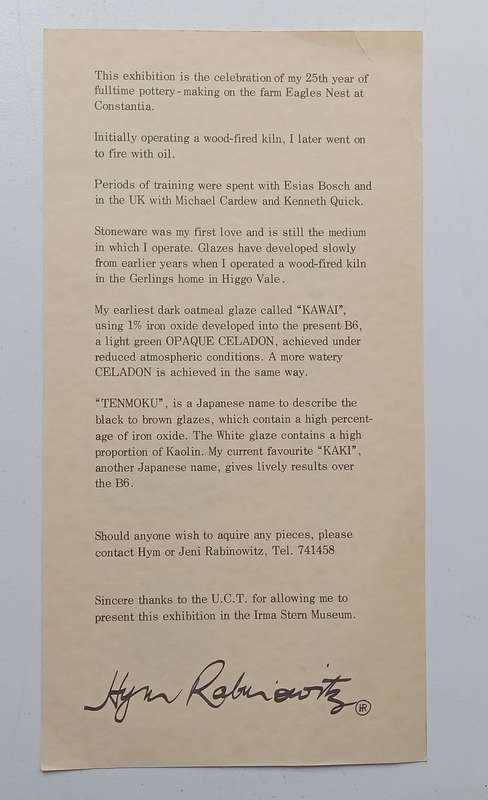 This exhibition is the celebration of my 25th year of
fulltime pottery-making on the farm Eagles Nest at
Constantia.
Initially operating a wood-fired kiln, I later went on
to fire with oil.
Periods of training were spent with Esias Bosch and
in the UK with Michael Cardew and Kenneth Quick.
Stoneware was my first love and is still the medium
in which I operate. Glazes have developed slowly
from earlier years when I operated a wood-fired kiln
in the Gerlings home in Higgo Vale.
My earliest dark oatmeal glaze called “KAWAI”,
using 1% iron oxide developed into the present B6,
a light green OPAQUE CELADON, achieved under
reduced atmospheric conditions. A more watery
CELADON is achieved in the same way.
“TENMOKU”, is a Japanese name to describe the
black to brown glazes, which contain a high percent-
age of iron oxide. The White glaze contains a high
proportion of Kaolin. My current favourite “KAKI”,
another Japanese name, gives lively results over
the B6.
Should anyone wish to aquire any pieces, please
contact Hym or Jeni Rabinowitz, Tel. 741458
Sincere thanks to the U.C.T. for allowing me to
present this exhibition in the Irma Stern Museum.
Hym Rabinowitz HR